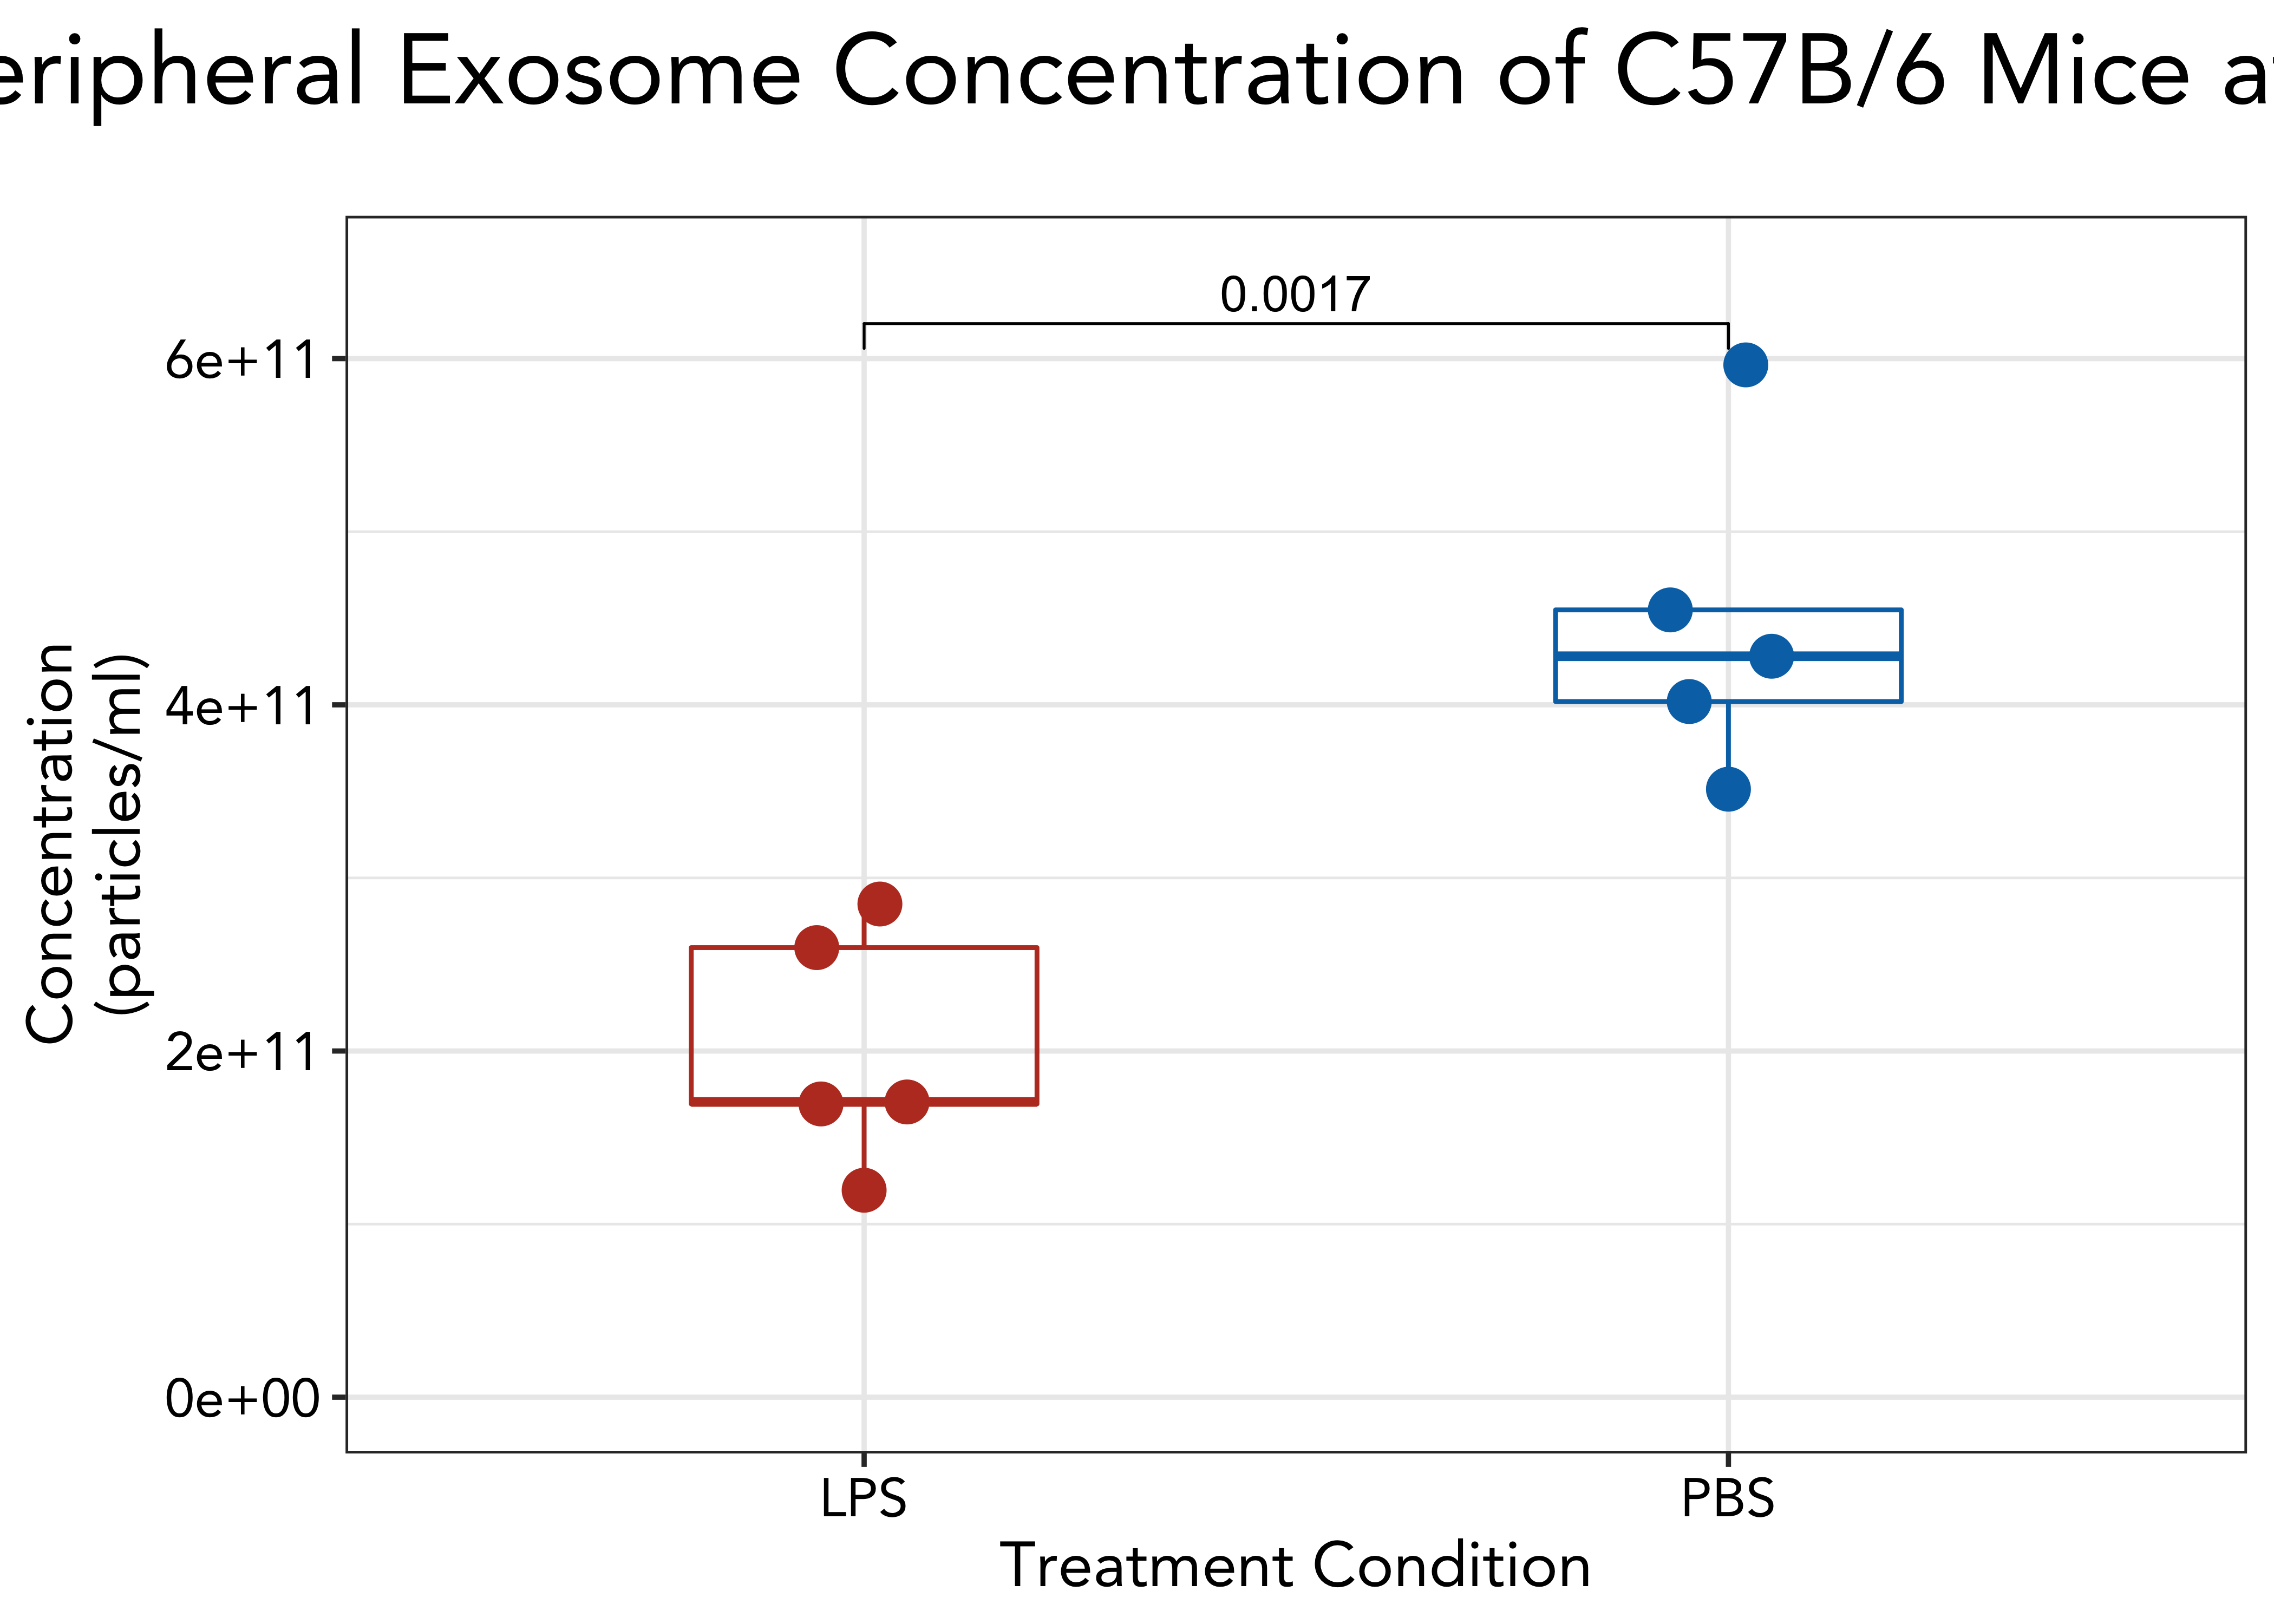 eripheral Exosome Concentration of C57B/6 Mice a
0.0017
6e+11
4e+11
2e+11
0e+00
Concentration
(particles/ml)
LPS PBS
Treatment Condition